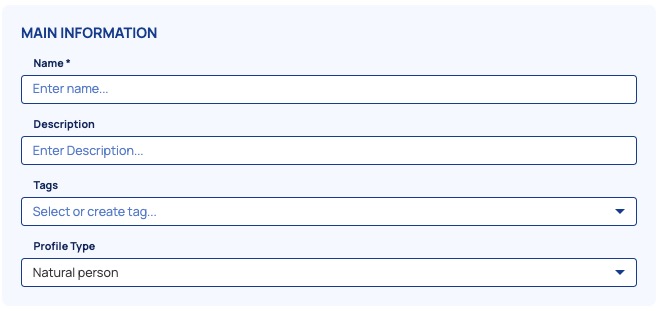 MAIN INFORMATION
Name *
Enter name...
Description
Enter Description...
Tags
Select or create tag...
Profile Type
Natural person